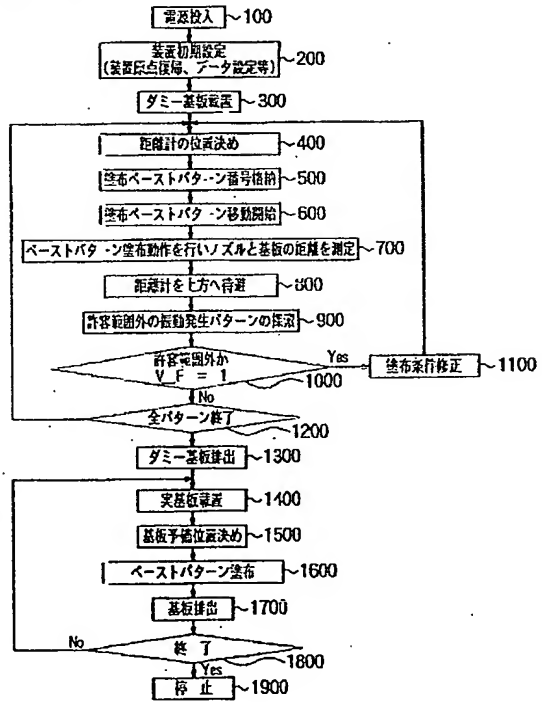 電源投入 100
装置初期設定
(装置原点復帰、データ設定等) 200
ダミー基板載置 300
距離計の位置決め 400
塗布ペーストパターン番号格納 500
塗布ペーストパターン移動開始 600
ペーストパターン塗布動作を行いノズルと基板の距離を測定 700
距離計を上方へ待避 800
許容範囲外の振動発生パターンの探索 900
許容範囲外か
V_F = 1
1000
Yes
塗布条件修正 1100
No
全パターン終了
1200
ダミー基板排出 1300
実基板載置 1400
基板予備位置決め 1500
ペーストパターン塗布 1600
基板排出 1700
No
終了
1800
Yes
停止 1900